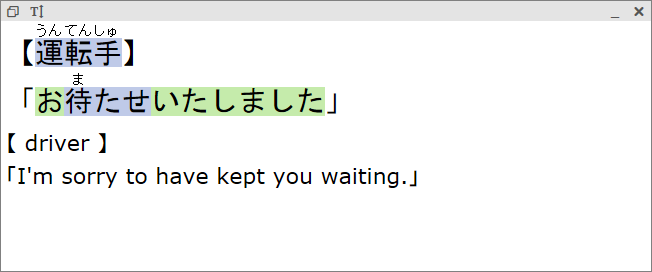 うんてんしゅ
【運転手】
ま
「お待たせいたしました」
【 driver 】
「I'm sorry to have kept you waiting.」